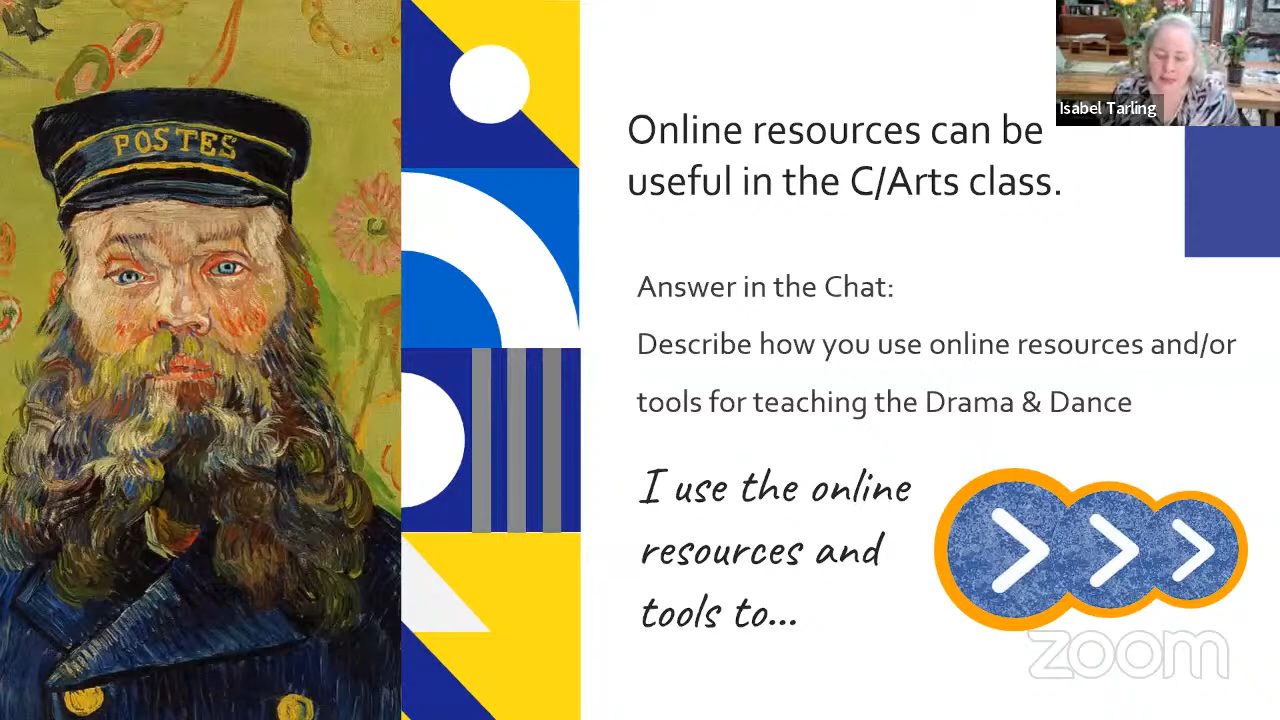 POSTES
Isabel Tarling
Online resources can be
useful in the C/Arts class.
Answer in the Chat:
Describe how you use online resources and/or
tools for teaching the Drama & Dance
I use the online
resources and
tools to...
zoom